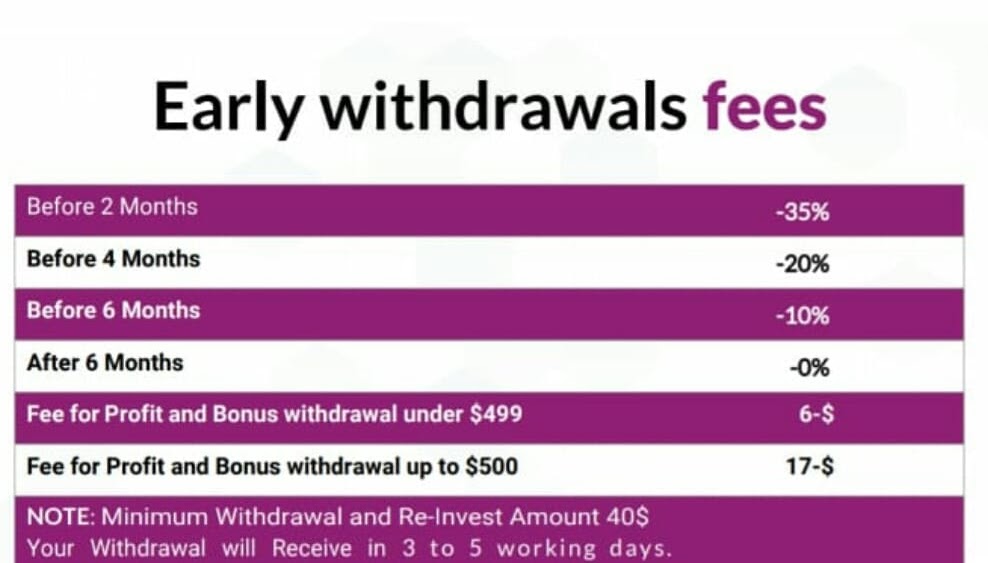 Early withdrawals fees
Before 2 Months -35%
Before 4 Months -20%
Before 6 Months -10%
After 6 Months -0%
Fee for Profit and Bonus withdrawal under $499 6-$
Fee for Profit and Bonus withdrawal up to $500 17-$
NOTE: Minimum Withdrawal and Re-Invest Amount 40$
Your Withdrawal will Receive in 3 to 5 working days.